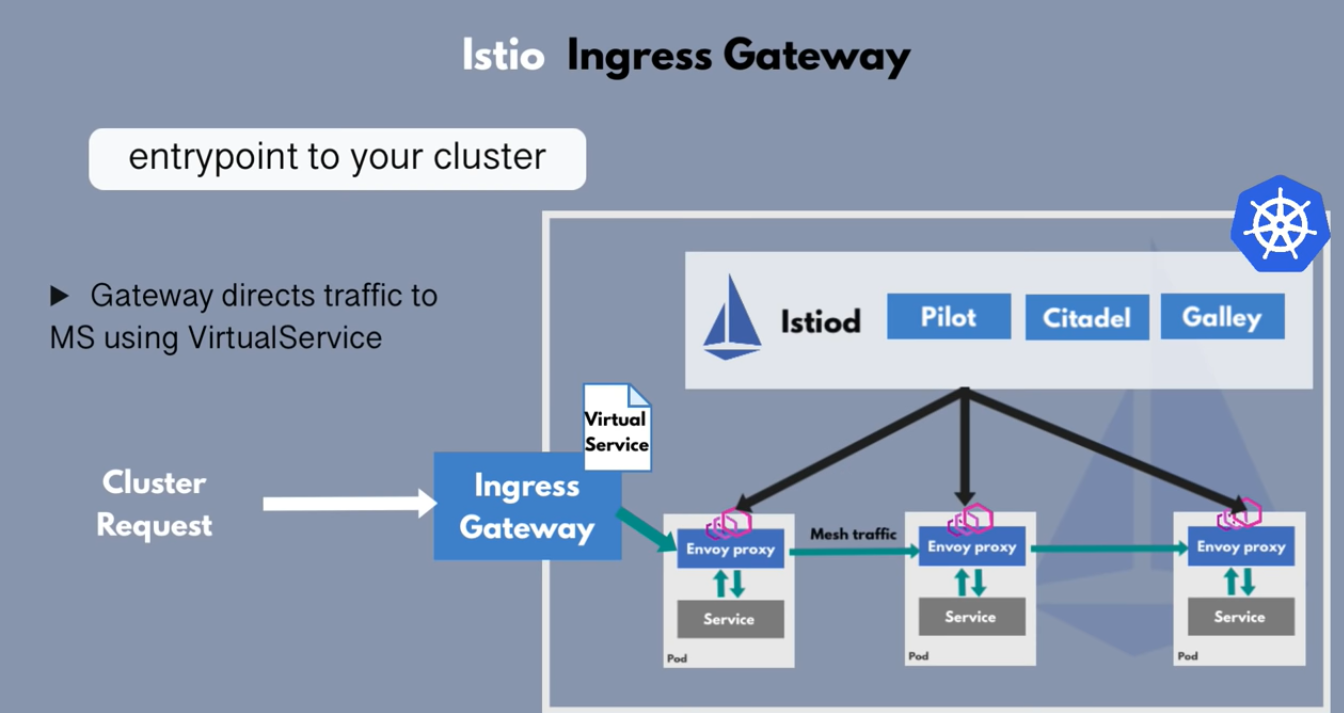 Istio Ingress Gateway
entrypoint to your cluster
▶ Gateway directs traffic to
MS using VirtualService
Istiod
Pilot
Citadel
Galley
Virtual
Service
Cluster
Request
Ingress
Gateway
Envoy proxy
Service
Pod
Mesh traffic
Envoy proxy
Service
Pod
Envoy proxy
Service
Pod